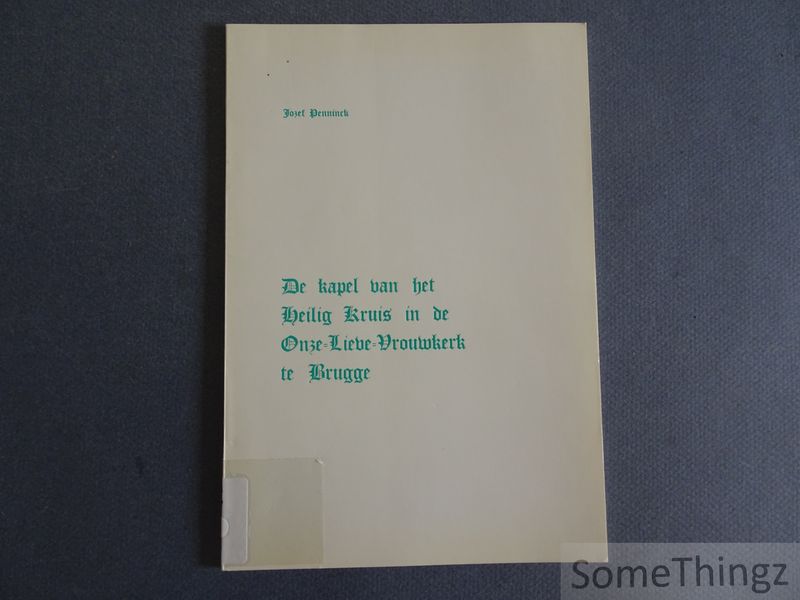 Jozef Penninck
De kapel van het
Heilig Kruis in de
Onze-Lieve-Vrouwkerk
te Brugge
SomeThingz